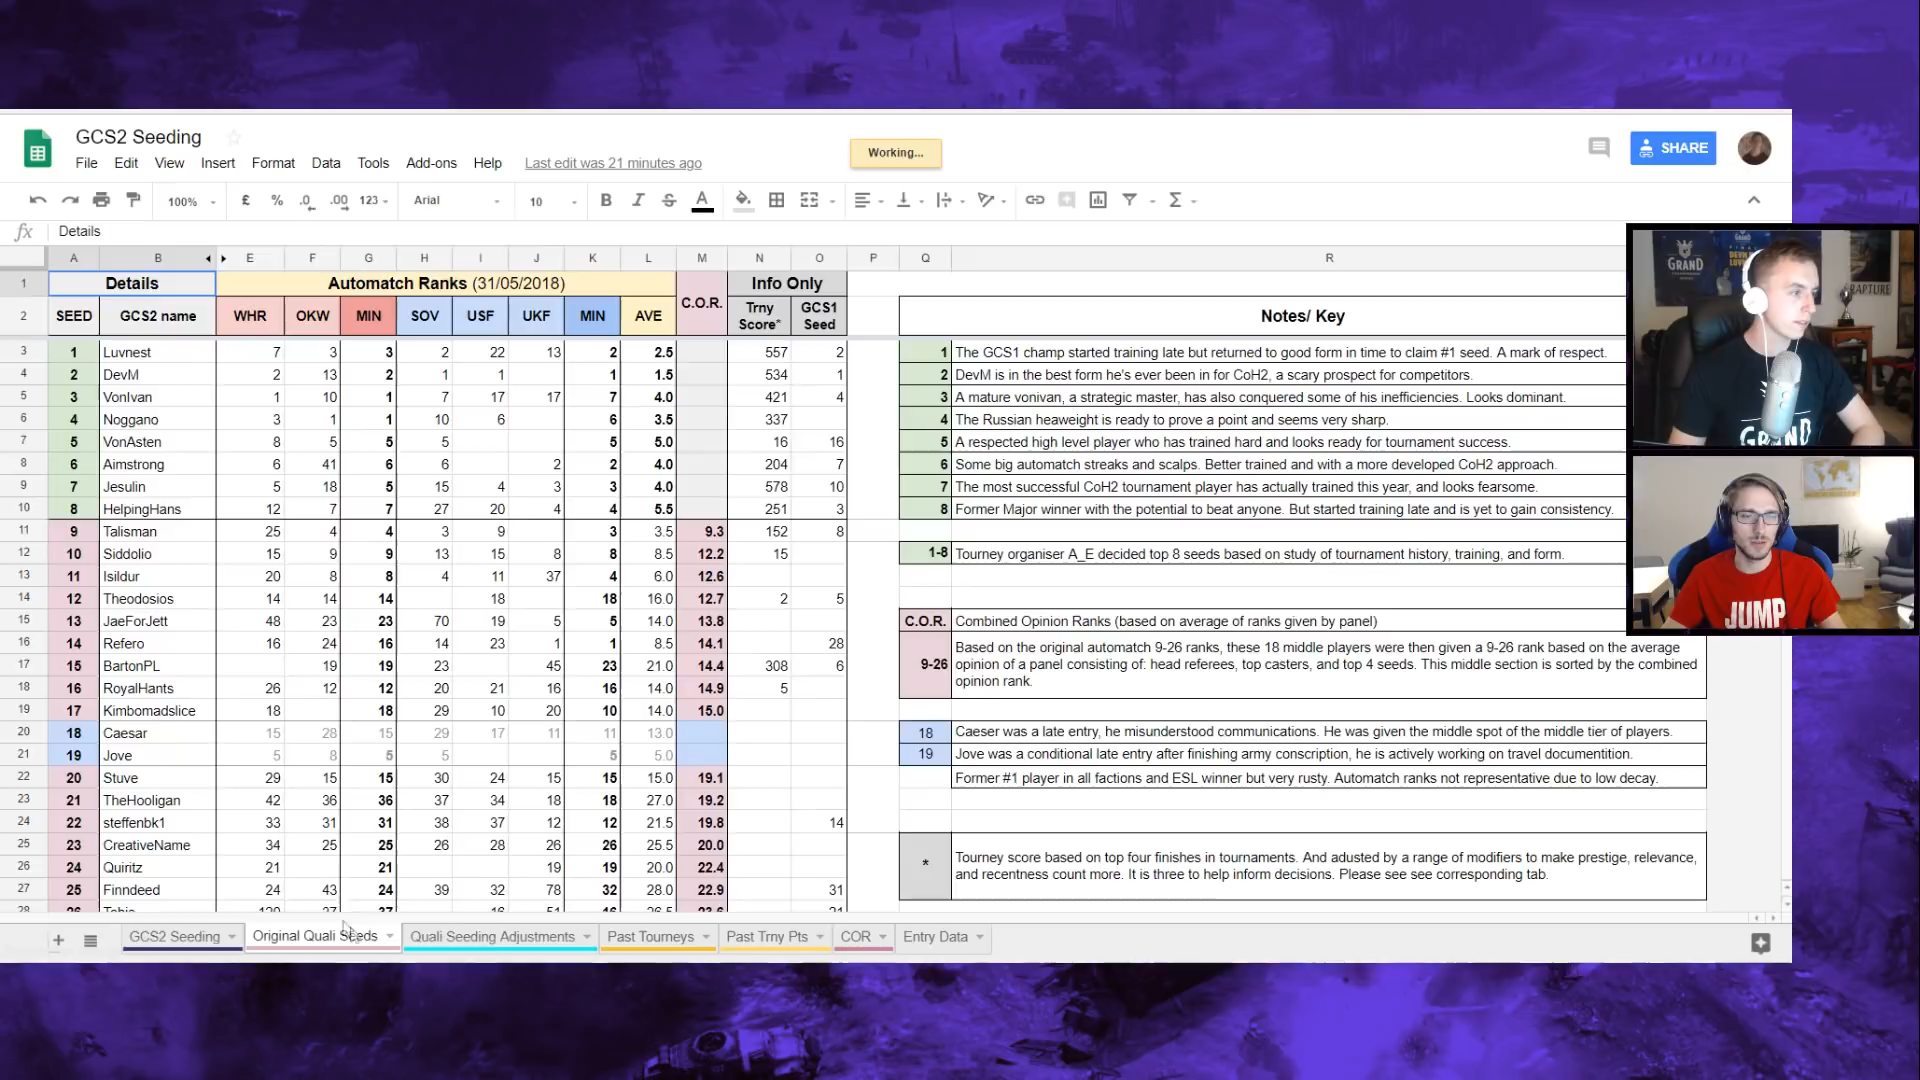 GCS2 Seeding
Working...
SHARE
File Edit View Insert Format Data Tools Add-ons Help Last edit was 21 minutes ago
100% £ % .0 .00 123 Arial 10 B I S A Σ
fx Details
A B E F G H I J K L M N O P Q R
1 Details Automatch Ranks (31/05/2018) C.O.R. Info Only
2 SEED GCS2 name WHR OKW MIN SOV USF UKF MIN AVE Trny Score* GCS1 Seed Notes/ Key
3 1 Luvnest 7 3 3 2 22 13 2 2.5 557 2 1 The GCS1 champ started training late but returned to good form in time to claim #1 seed. A mark of respect.
4 2 DevM 2 13 2 1 1 1 1.5 534 1 2 DevM is in the best form he's ever been in for CoH2, a scary prospect for competitors.
5 3 VonIvan 1 10 1 7 17 17 7 4.0 421 4 3 A mature vonivan, a strategic master, has also conquered some of his inefficiencies. Looks dominant.
6 4 Noggano 3 1 1 10 6 6 3.5 337 4 The Russian heaweight is ready to prove a point and seems very sharp.
7 5 VonAsten 8 5 5 5 5 5.0 16 16 5 A respected high level player who has trained hard and looks ready for tournament success.
8 6 Aimstrong 6 41 6 6 2 2 4.0 204 7 6 Some big automatch streaks and scalps. Better trained and with a more developed CoH2 approach.
9 7 Jesulin 5 18 5 15 4 3 3 4.0 578 10 7 The most successful CoH2 tournament player has actually trained this year, and looks fearsome.
10 8 HelpingHans 12 7 7 27 20 4 4 5.5 251 3 8 Former Major winner with the potential to beat anyone. But started training late and is yet to gain consistency.
11 9 Talisman 25 4 4 3 9 3 3.5 9.3 152 8
12 10 Siddolio 15 9 9 13 15 8 8 8.5 12.2 15 1-8 Tourney organiser A_E decided top 8 seeds based on study of tournament history, training, and form.
13 11 Isildur 20 8 8 4 11 37 4 6.0 12.6
14 12 Theodosios 14 14 14 18 18 16.0 12.7 2 5
15 13 JaeForJett 48 23 23 70 19 5 5 14.0 13.8 C.O.R. Combined Opinion Ranks (based on average of ranks given by panel)
16 14 Refero 16 24 16 14 23 1 1 8.5 14.1 28
17 15 BartonPL 19 19 23 45 23 21.0 14.4 308 6
9-26 Based on the original automatch 9-26 ranks, these 18 middle players were then given a 9-26 rank based on the average
opinion of a panel consisting of: head referees, top casters, and top 4 seeds. This middle section is sorted by the combined
opinion rank.
18 16 RoyalHants 26 12 12 20 21 16 16 14.0 14.9 5
19 17 Kimbomadslice 18 18 29 10 20 10 14.0 15.0
20 18 Caesar 15 28 15 29 17 11 11 13.0 18 Caeser was a late entry, he misunderstood communications. He was given the middle spot of the middle tier of players.
21 19 Jove 5 8 5 5 5 5.0 19 Jove was a conditional late entry after finishing army conscription, he is actively working on travel documentition.
22 20 Stuve 29 15 15 30 24 15 15 15.0 19.1 Former #1 player in all factions and ESL winner but very rusty. Automatch ranks not representative due to low decay.
23 21 TheHooligan 42 36 36 37 34 18 18 27.0 19.2
24 22 steffenbk1 33 31 31 38 37 12 12 21.5 19.8 14
25 23 CreativeName 34 25 25 26 28 26 26 25.5 20.0
26 24 Quiritz 21 21 19 19 20.0 22.4
* Tourney score based on top four finishes in tournaments. And adusted by a range of modifiers to make prestige, relevance,
and recentness count more. It is three to help inform decisions. Please see see corresponding tab.
27 25 Finndeed 24 43 24 39 32 78 32 28.0 22.9 31
28
GCS2 Seeding Original Quali Seeds Quali Seeding Adjustments Past Tourneys Past Trny Pts COR Entry Data
GRAND
RAPTURE
JUMP